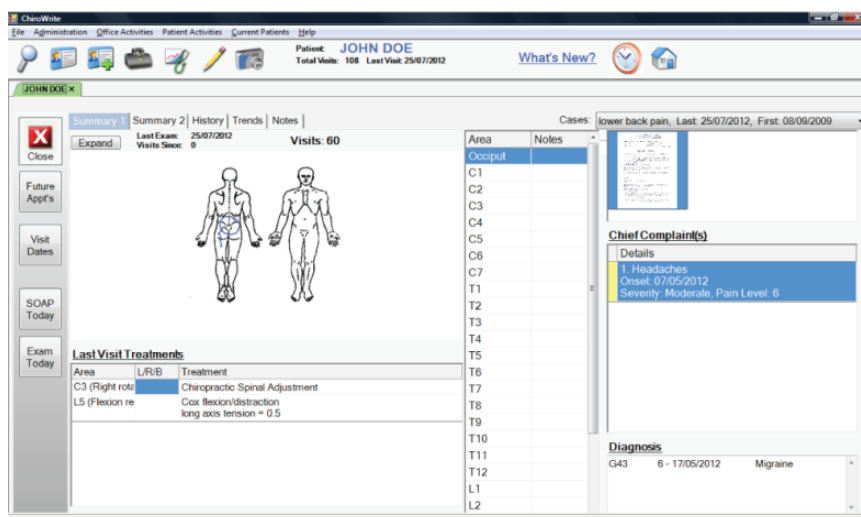 ChiroWrite
File Administration Office Activities Patient Activities Current Patients Help
Patient: JOHN DOE
Total Visits: 108 Last Visit: 25/07/2012
What's New?
JOHN DOE ×
Summary 1 Summary 2 History Trends Notes
Cases: lower back pain, Last: 25/07/2012, First: 08/09/2009
Close
Future
Appt's
Visit
Dates
SOAP
Today
Exam
Today
Expand
Last Exam: 25/07/2012
Visits Since: 0
Visits: 60
Last Visit Treatments
Area L/R/B Treatment
C3 (Right rota Chiropractic Spinal Adjustment
L5 (Flexion re Cox flexion/distraction
long axis tension = 0.5
Area Notes
Occiput
C1
C2
C3
C4
C5
C6
C7
T1
T2
T3
T4
T5
T6
T7
T8
T9
T10
T11
T12
L1
L2
Chief Complaint(s)
Details
1. Headaches
Onset: 07/05/2012
Severity: Moderate, Pain Level: 6
Diagnosis
G43 6 - 17/05/2012 Migraine